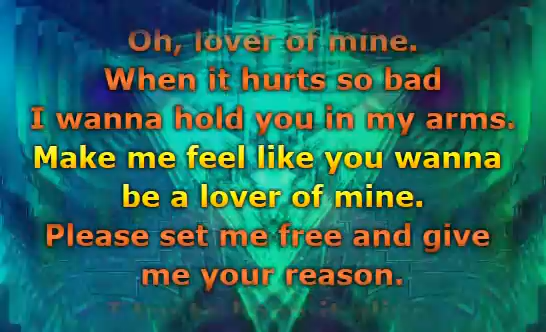 Oh, lover of mine.
When it hurts so bad
I wanna hold you in my arms.
Make me feel like you wanna
be a lover of mine.
Please set me free and give
me your reason.